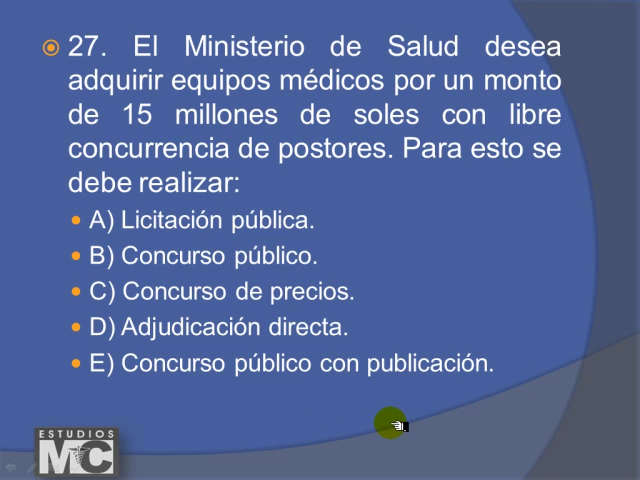 27. El Ministerio de Salud desea
adquirir equipos médicos por un monto
de 15 millones de soles con libre
concurrencia de postores. Para esto se
debe realizar:
A) Licitación pública.
B) Concurso público.
C) Concurso de precios.
D) Adjudicación directa.
E) Concurso público con publicación.
ESTUDIOS
MC